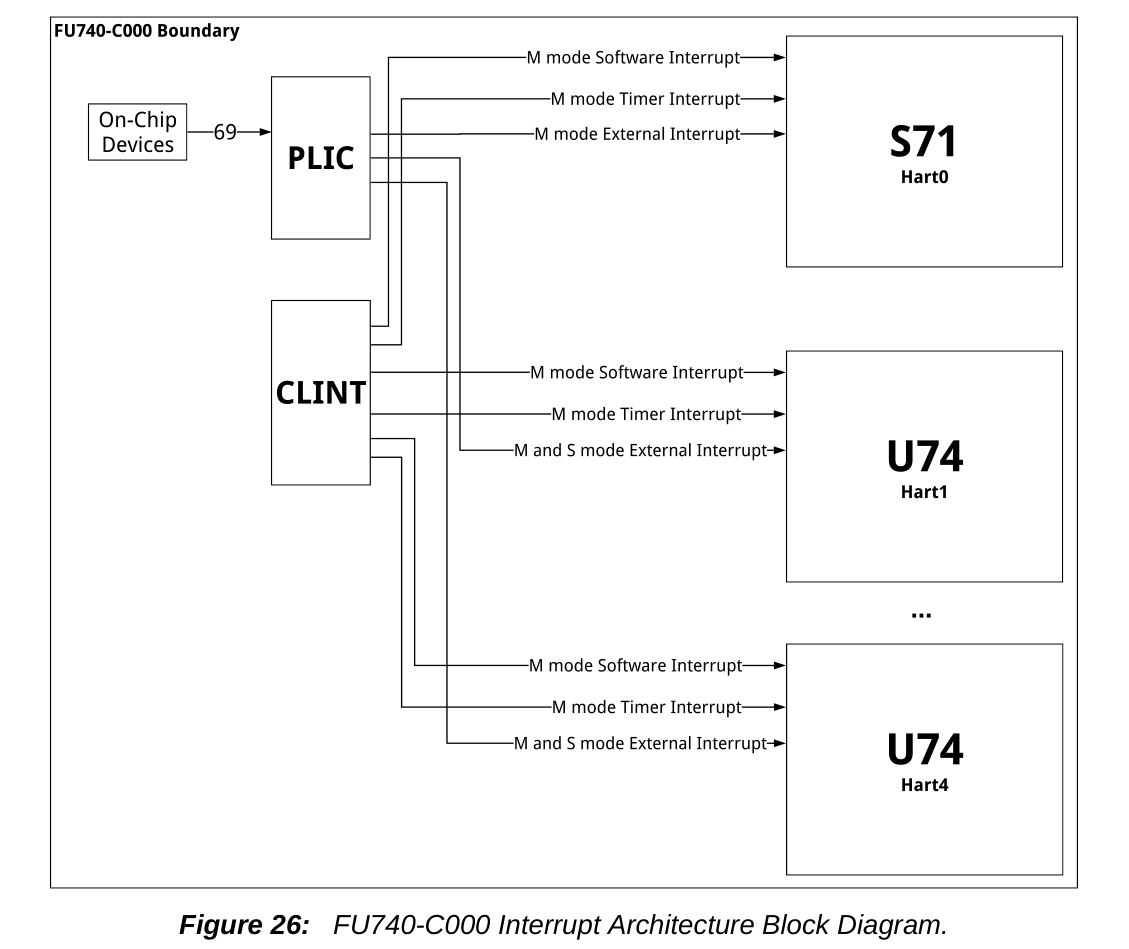 FU740-C000 Boundary
On-Chip
Devices
69
PLIC
CLINT
M mode Software Interrupt
M mode Timer Interrupt
M mode External Interrupt
S71
Hart0
M mode Software Interrupt
M mode Timer Interrupt
M and S mode External Interrupt
U74
Hart1
...
M mode Software Interrupt
M mode Timer Interrupt
M and S mode External Interrupt
U74
Hart4
Figure 26: FU740-C000 Interrupt Architecture Block Diagram.